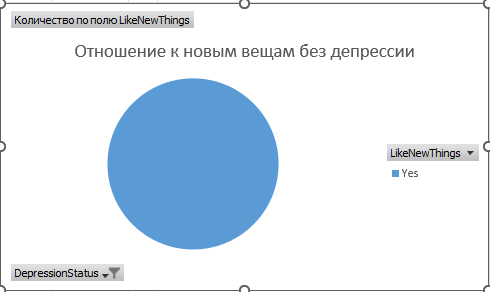 Количество по полю LikeNewThings
Отношение к новым вещам без депрессии
LikeNewThings
Yes
DepressionStatus